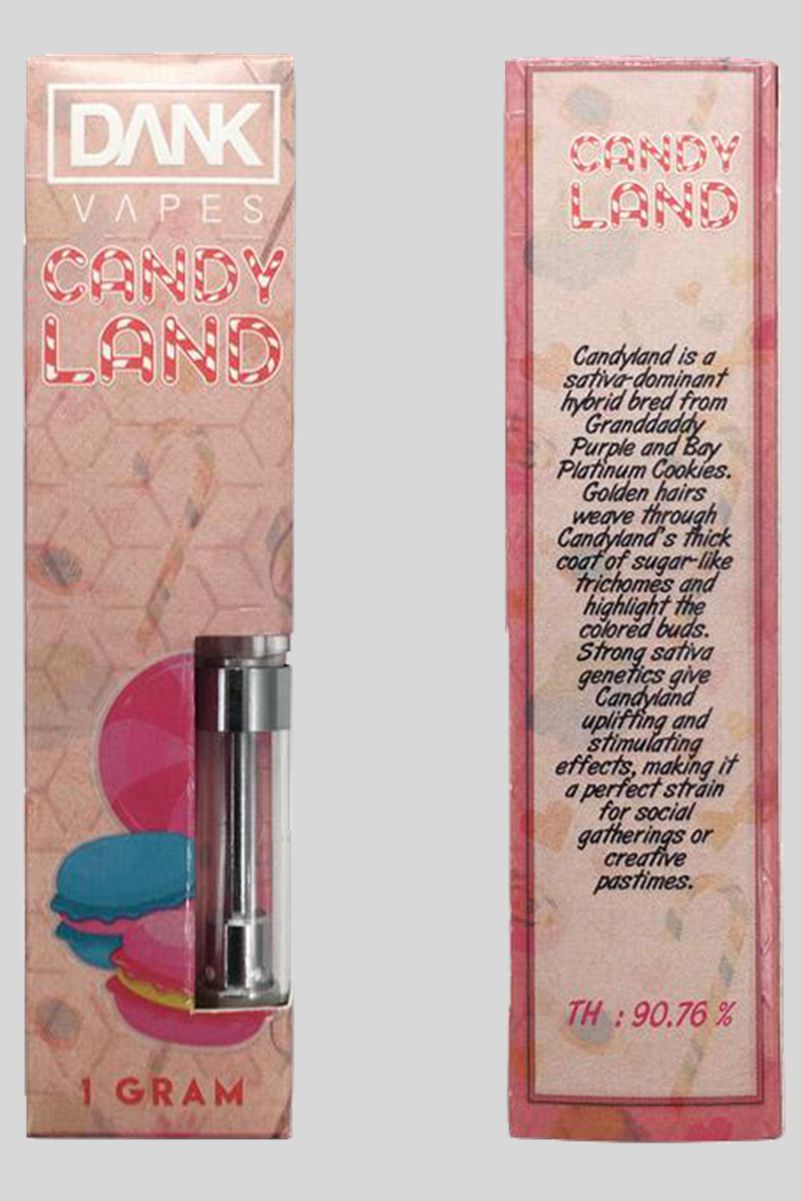 DANK
VAPES
CANDY
LAND
1 GRAM
CANDY
LAND
Candyland is a
sativa-dominant
hybrid bred from
Granddaddy
Purple and Bay
Platinum Cookies.
Golden hairs
weave through
Candyland's thick
coat of sugar-like
trichomes and
highlight the
colored buds.
Strong sativa
genetics give
Candyland
uplifting and
stimulating
effects, making it
a perfect strain
for social
gatherings or
creative
pastimes.
TH : 90.76 %